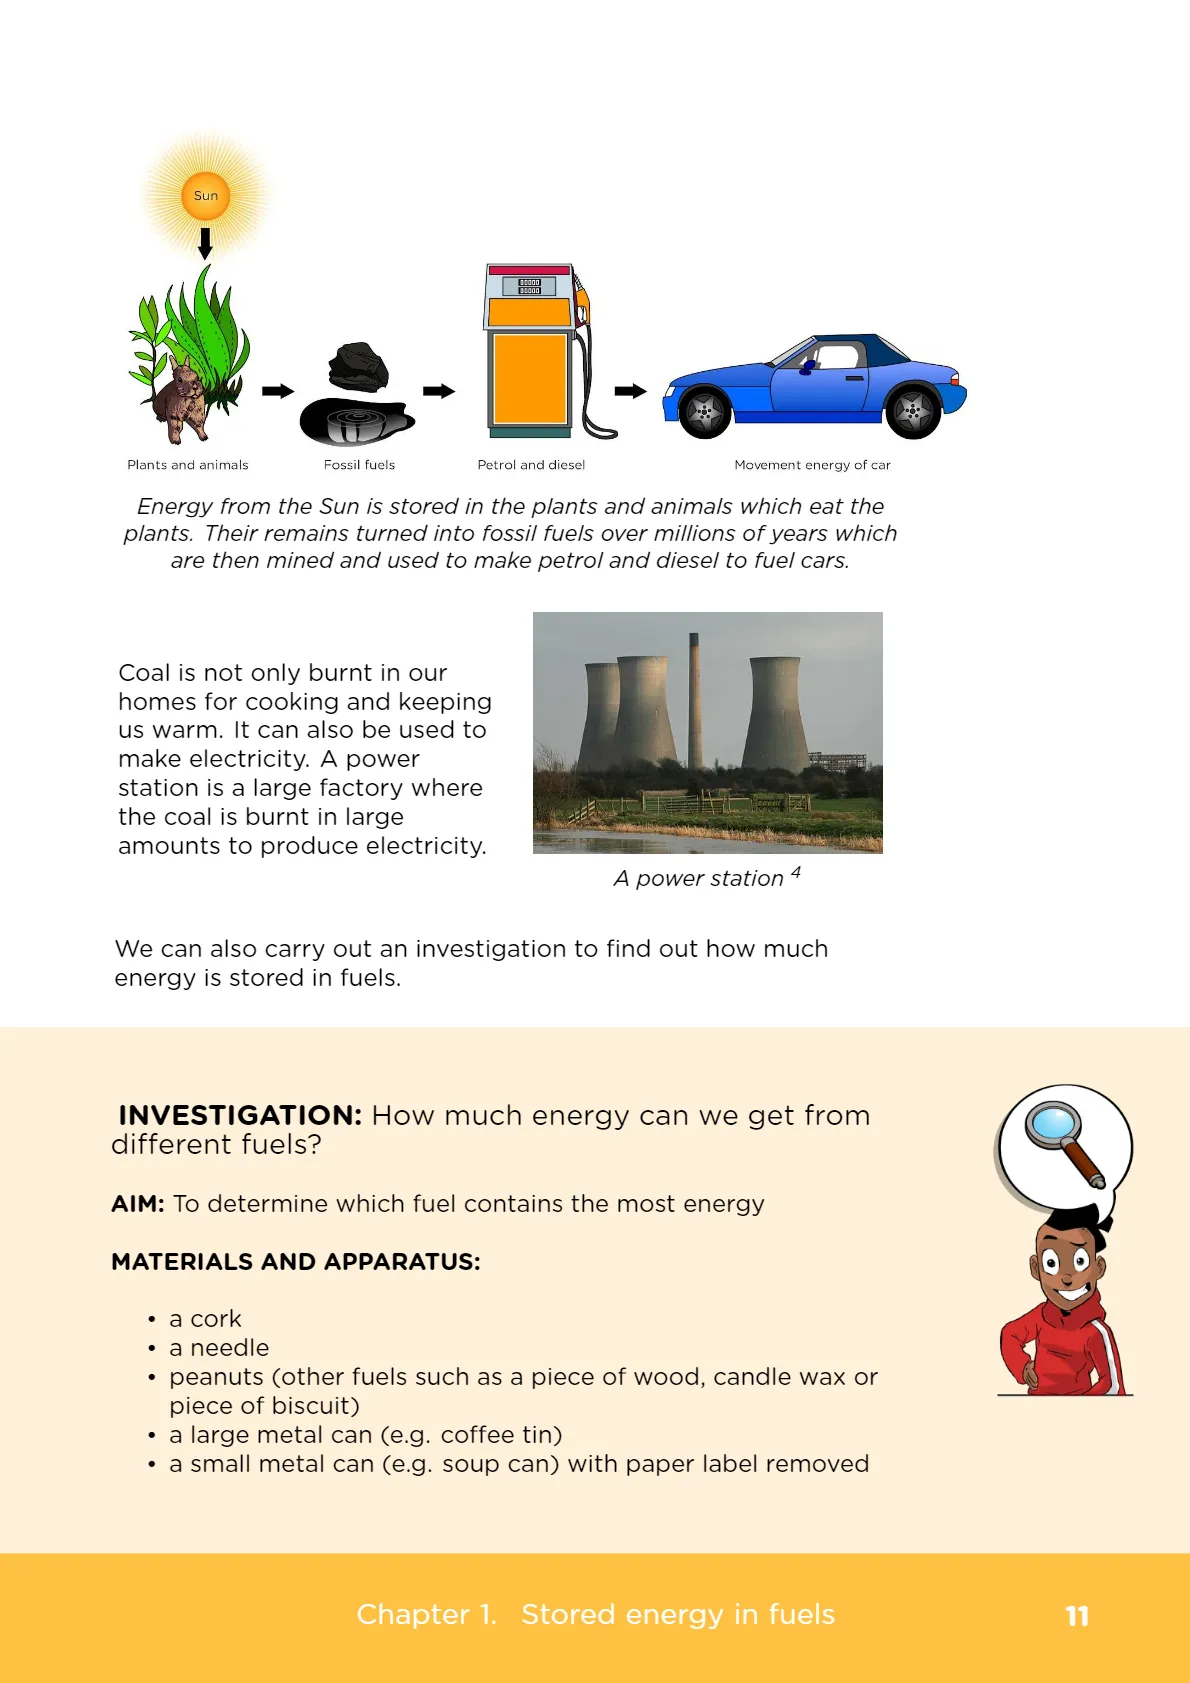 Sun
00000
00000
Plants and animals
Fossil fuels
Petrol and diesel
Movement energy of car
Energy from the Sun is stored in the plants and animals which eat the
plants. Their remains turned into fossil fuels over millions of years which
are then mined and used to make petrol and diesel to fuel cars.
Coal is not only burnt in our
homes for cooking and keeping
us warm. It can also be used to
make electricity. A power
station is a large factory where
the coal is burnt in large
amounts to produce electricity.
A power station 4
We can also carry out an investigation to find out how much
energy is stored in fuels.
INVESTIGATION: How much energy can we get from
different fuels?
AIM: To determine which fuel contains the most energy
MATERIALS AND APPARATUS:
• a cork
• a needle
• peanuts (other fuels such as a piece of wood, candle wax or
piece of biscuit)
• a large metal can (e.g. coffee tin)
• a small metal can (e.g. soup can) with paper label removed
Chapter 1. Stored energy in fuels
11